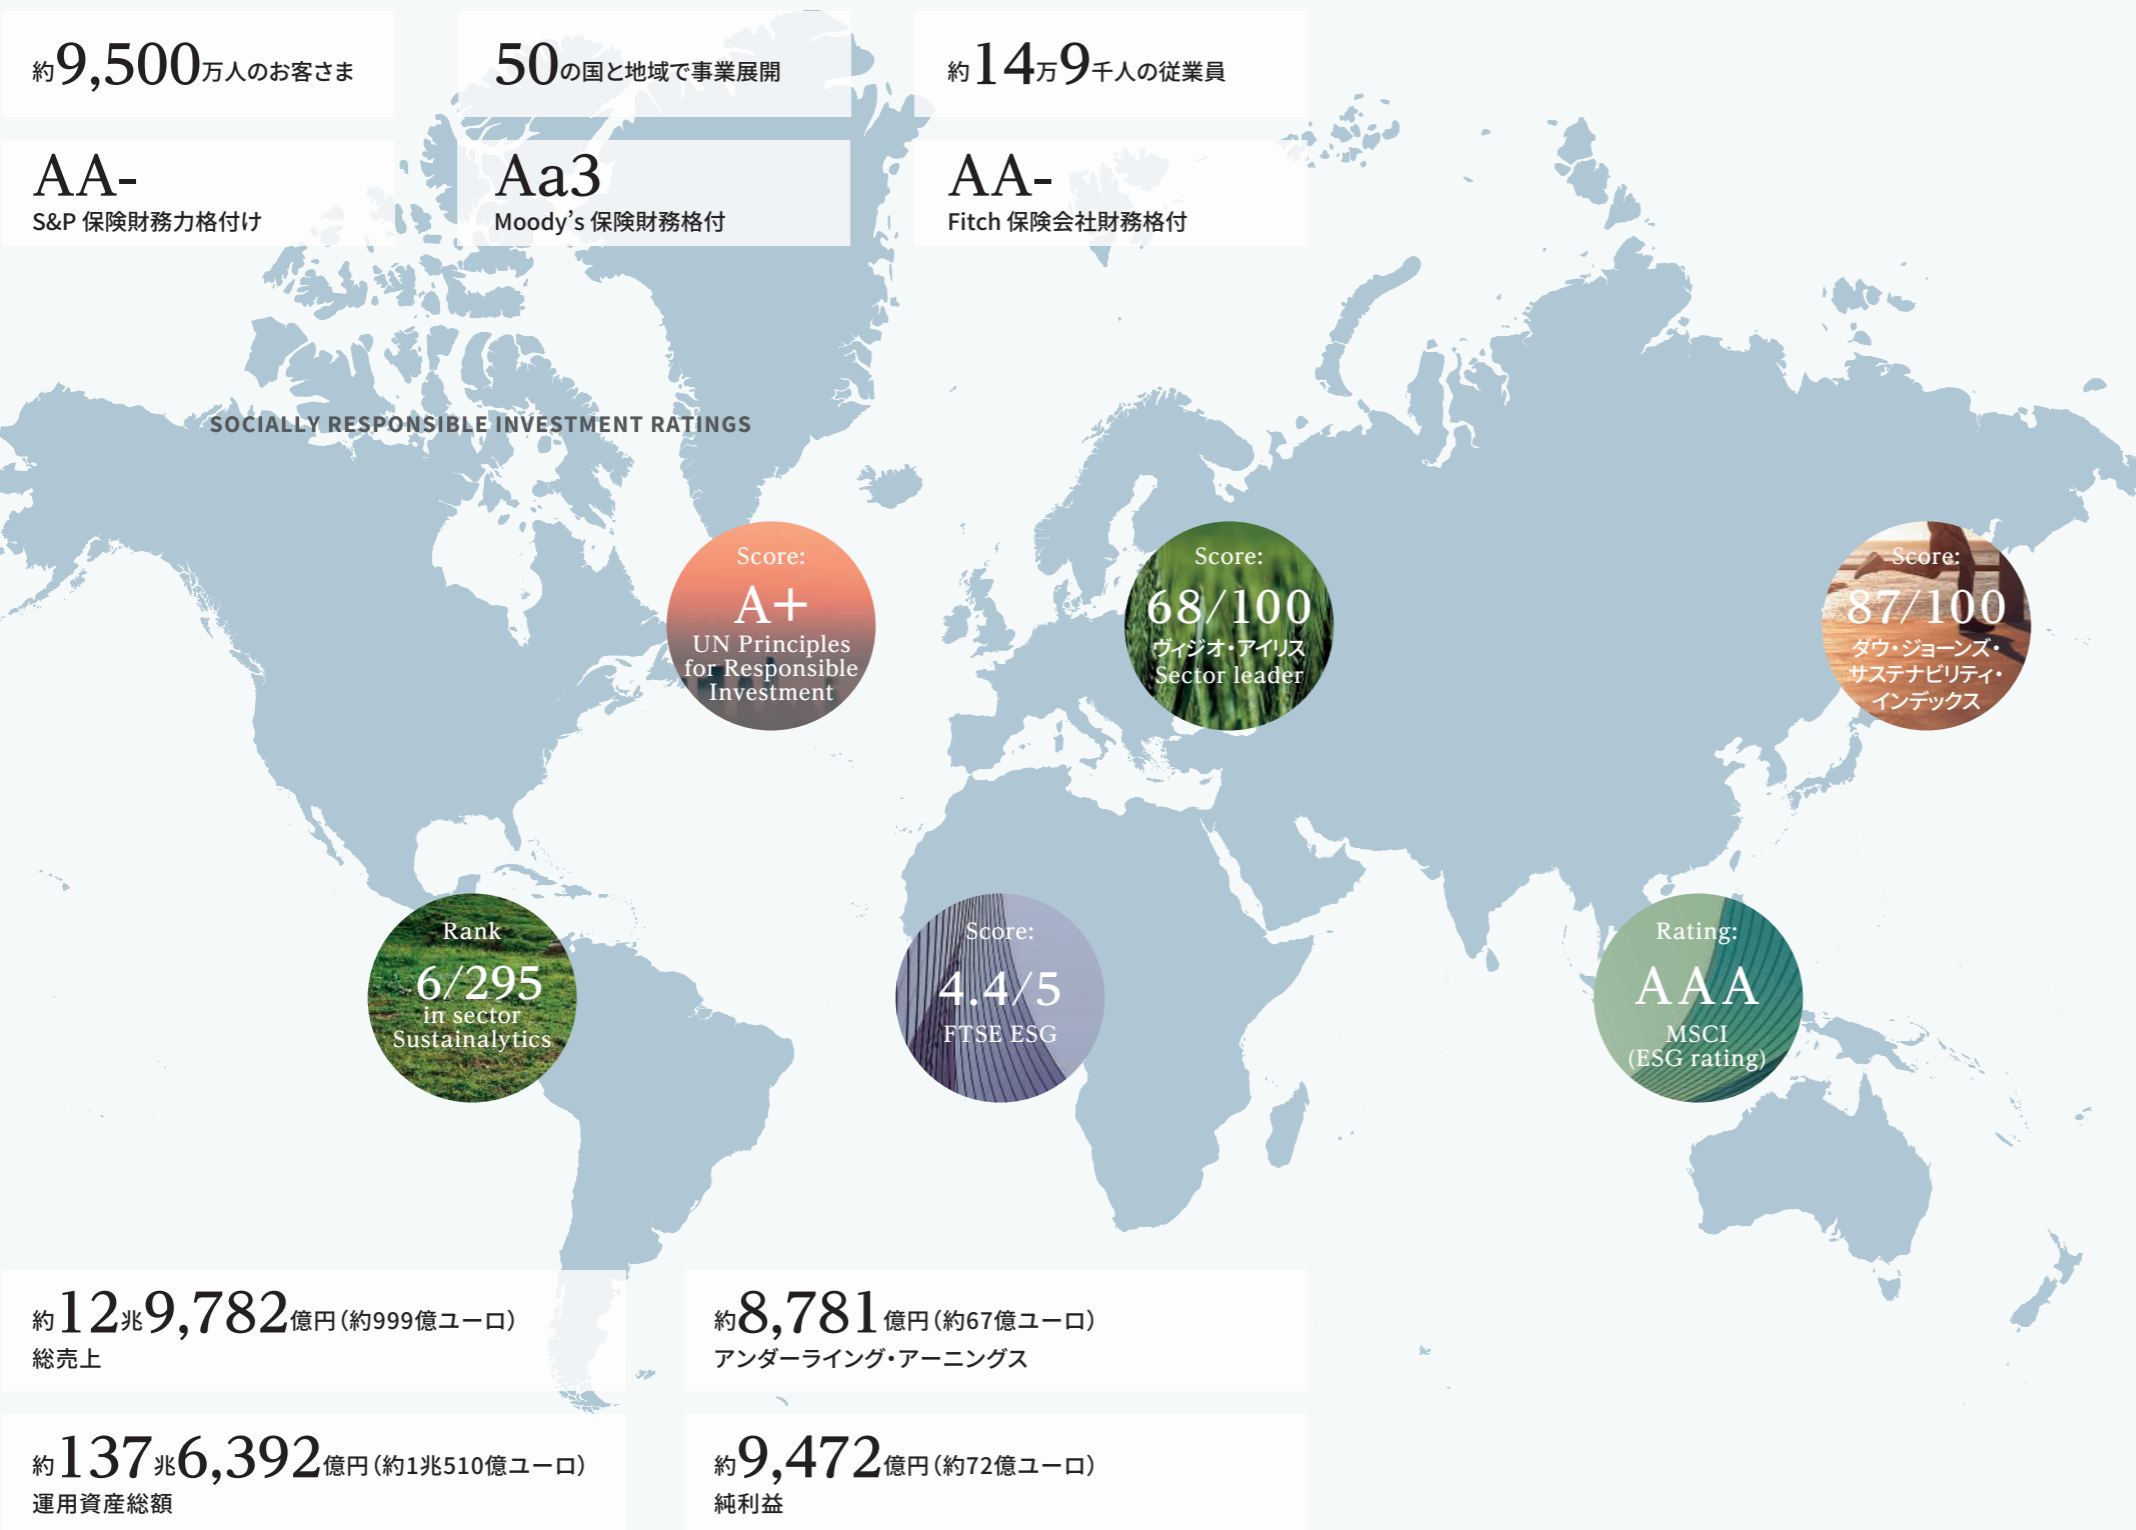 約9,500万人のお客さま
50の国と地域で事業展開
約14万9千人の従業員
AA-
S&P 保険財務力格付け
Aa3
Moody’s 保険財務格付
AA-
Fitch 保険会社財務格付
SOCIALLY RESPONSIBLE INVESTMENT RATINGS
Score:
A+
UN Principles
for Responsible
Investment
Score:
68/100
ヴィジオ・アイリス
Sector leader
Score:
87/100
ダウ・ジョーンズ・
サステナビリティ・
インデックス
Rank
6/295
in sector
Sustainalytics
Score:
4.4/5
FTSE ESG
Rating:
AAA
MSCI
(ESG rating)
約12兆9,782億円（約999億ユーロ）
総売上
約8,781億円（約67億ユーロ）
アンダーライング・アーニングス
約137兆6,392億円（約1兆510億ユーロ）
運用資産総額
約9,472億円（約72億ユーロ）
純利益